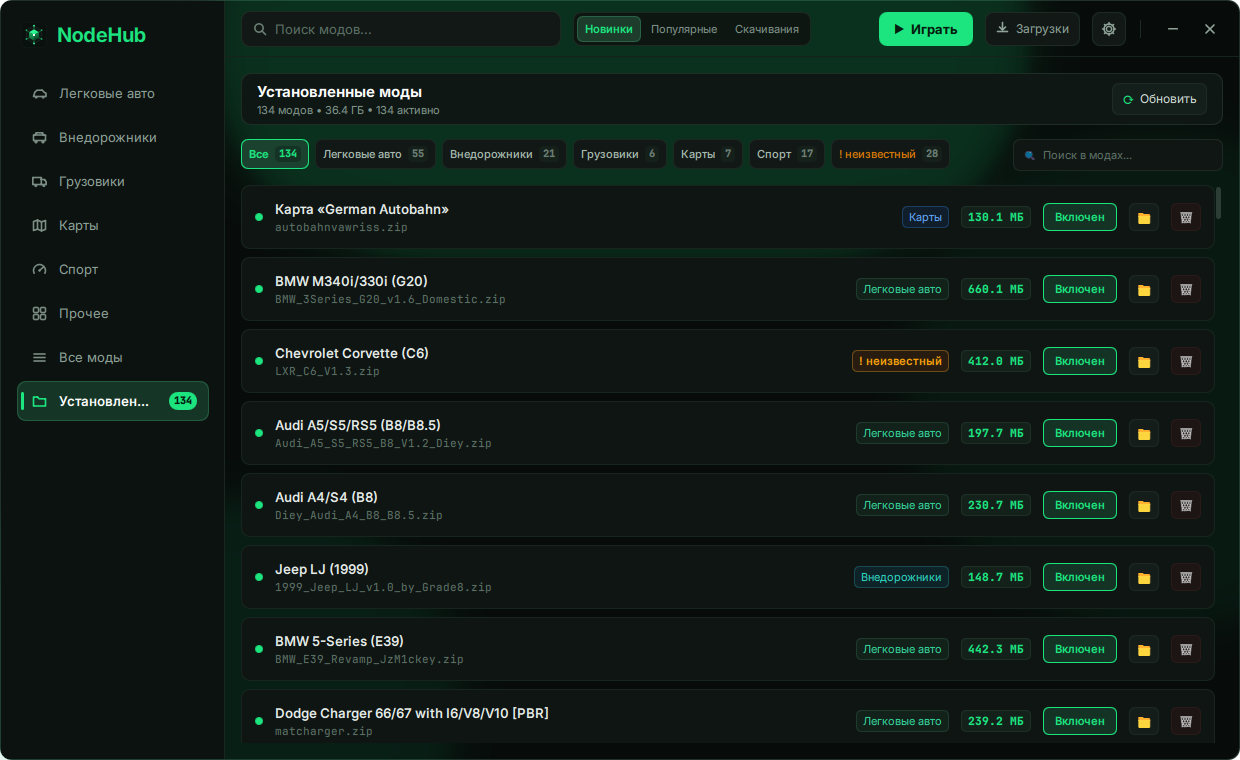 NodeHub
Поиск модов...
Новинки
Популярные
Скачивания
Играть
Загрузки
Легковые авто
Внедорожники
Грузовики
Карты
Спорт
Прочее
Все моды
Установлен... 134
Установленные моды
134 модов • 36.4 ГБ • 134 активно
Обновить
Все 134
Легковые авто 55
Внедорожники 21
Грузовики 6
Карты 7
Спорт 17
! неизвестный 28
Поиск в модах...
Карта «German Autobahn»
autobahnvawriss.zip
Карты
130.1 МБ
Включен
BMW M340i/330i (G20)
BMW_3Series_G20_v1.6_Domestic.zip
Легковые авто
660.1 МБ
Включен
Chevrolet Corvette (C6)
LXR_C6_V1.3.zip
! неизвестный
412.0 МБ
Включен
Audi A5/S5/RS5 (B8/B8.5)
Audi_A5_S5_RS5_B8_V1.2_Diey.zip
Легковые авто
197.7 МБ
Включен
Audi A4/S4 (B8)
Diey_Audi_A4_B8_B8.5.zip
Легковые авто
230.7 МБ
Включен
Jeep LJ (1999)
1999_Jeep_LJ_v1.0_by_Grade8.zip
Внедорожники
148.7 МБ
Включен
BMW 5-Series (E39)
BMW_E39_Revamp_JzM1ckey.zip
Легковые авто
442.3 МБ
Включен
Dodge Charger 66/67 with I6/V8/V10 [PBR]
matcharger.zip
Легковые авто
239.2 МБ
Включен